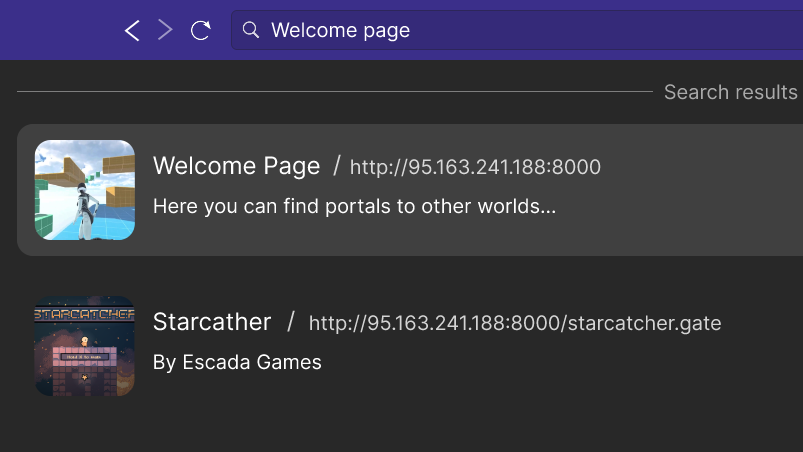 Welcome page
Search results
Welcome Page / http://95.163.241.188:8000
Here you can find portals to other worlds...
STARCATCHER
Starcather / http://95.163.241.188:8000/starcatcher.gate
By Escada Games